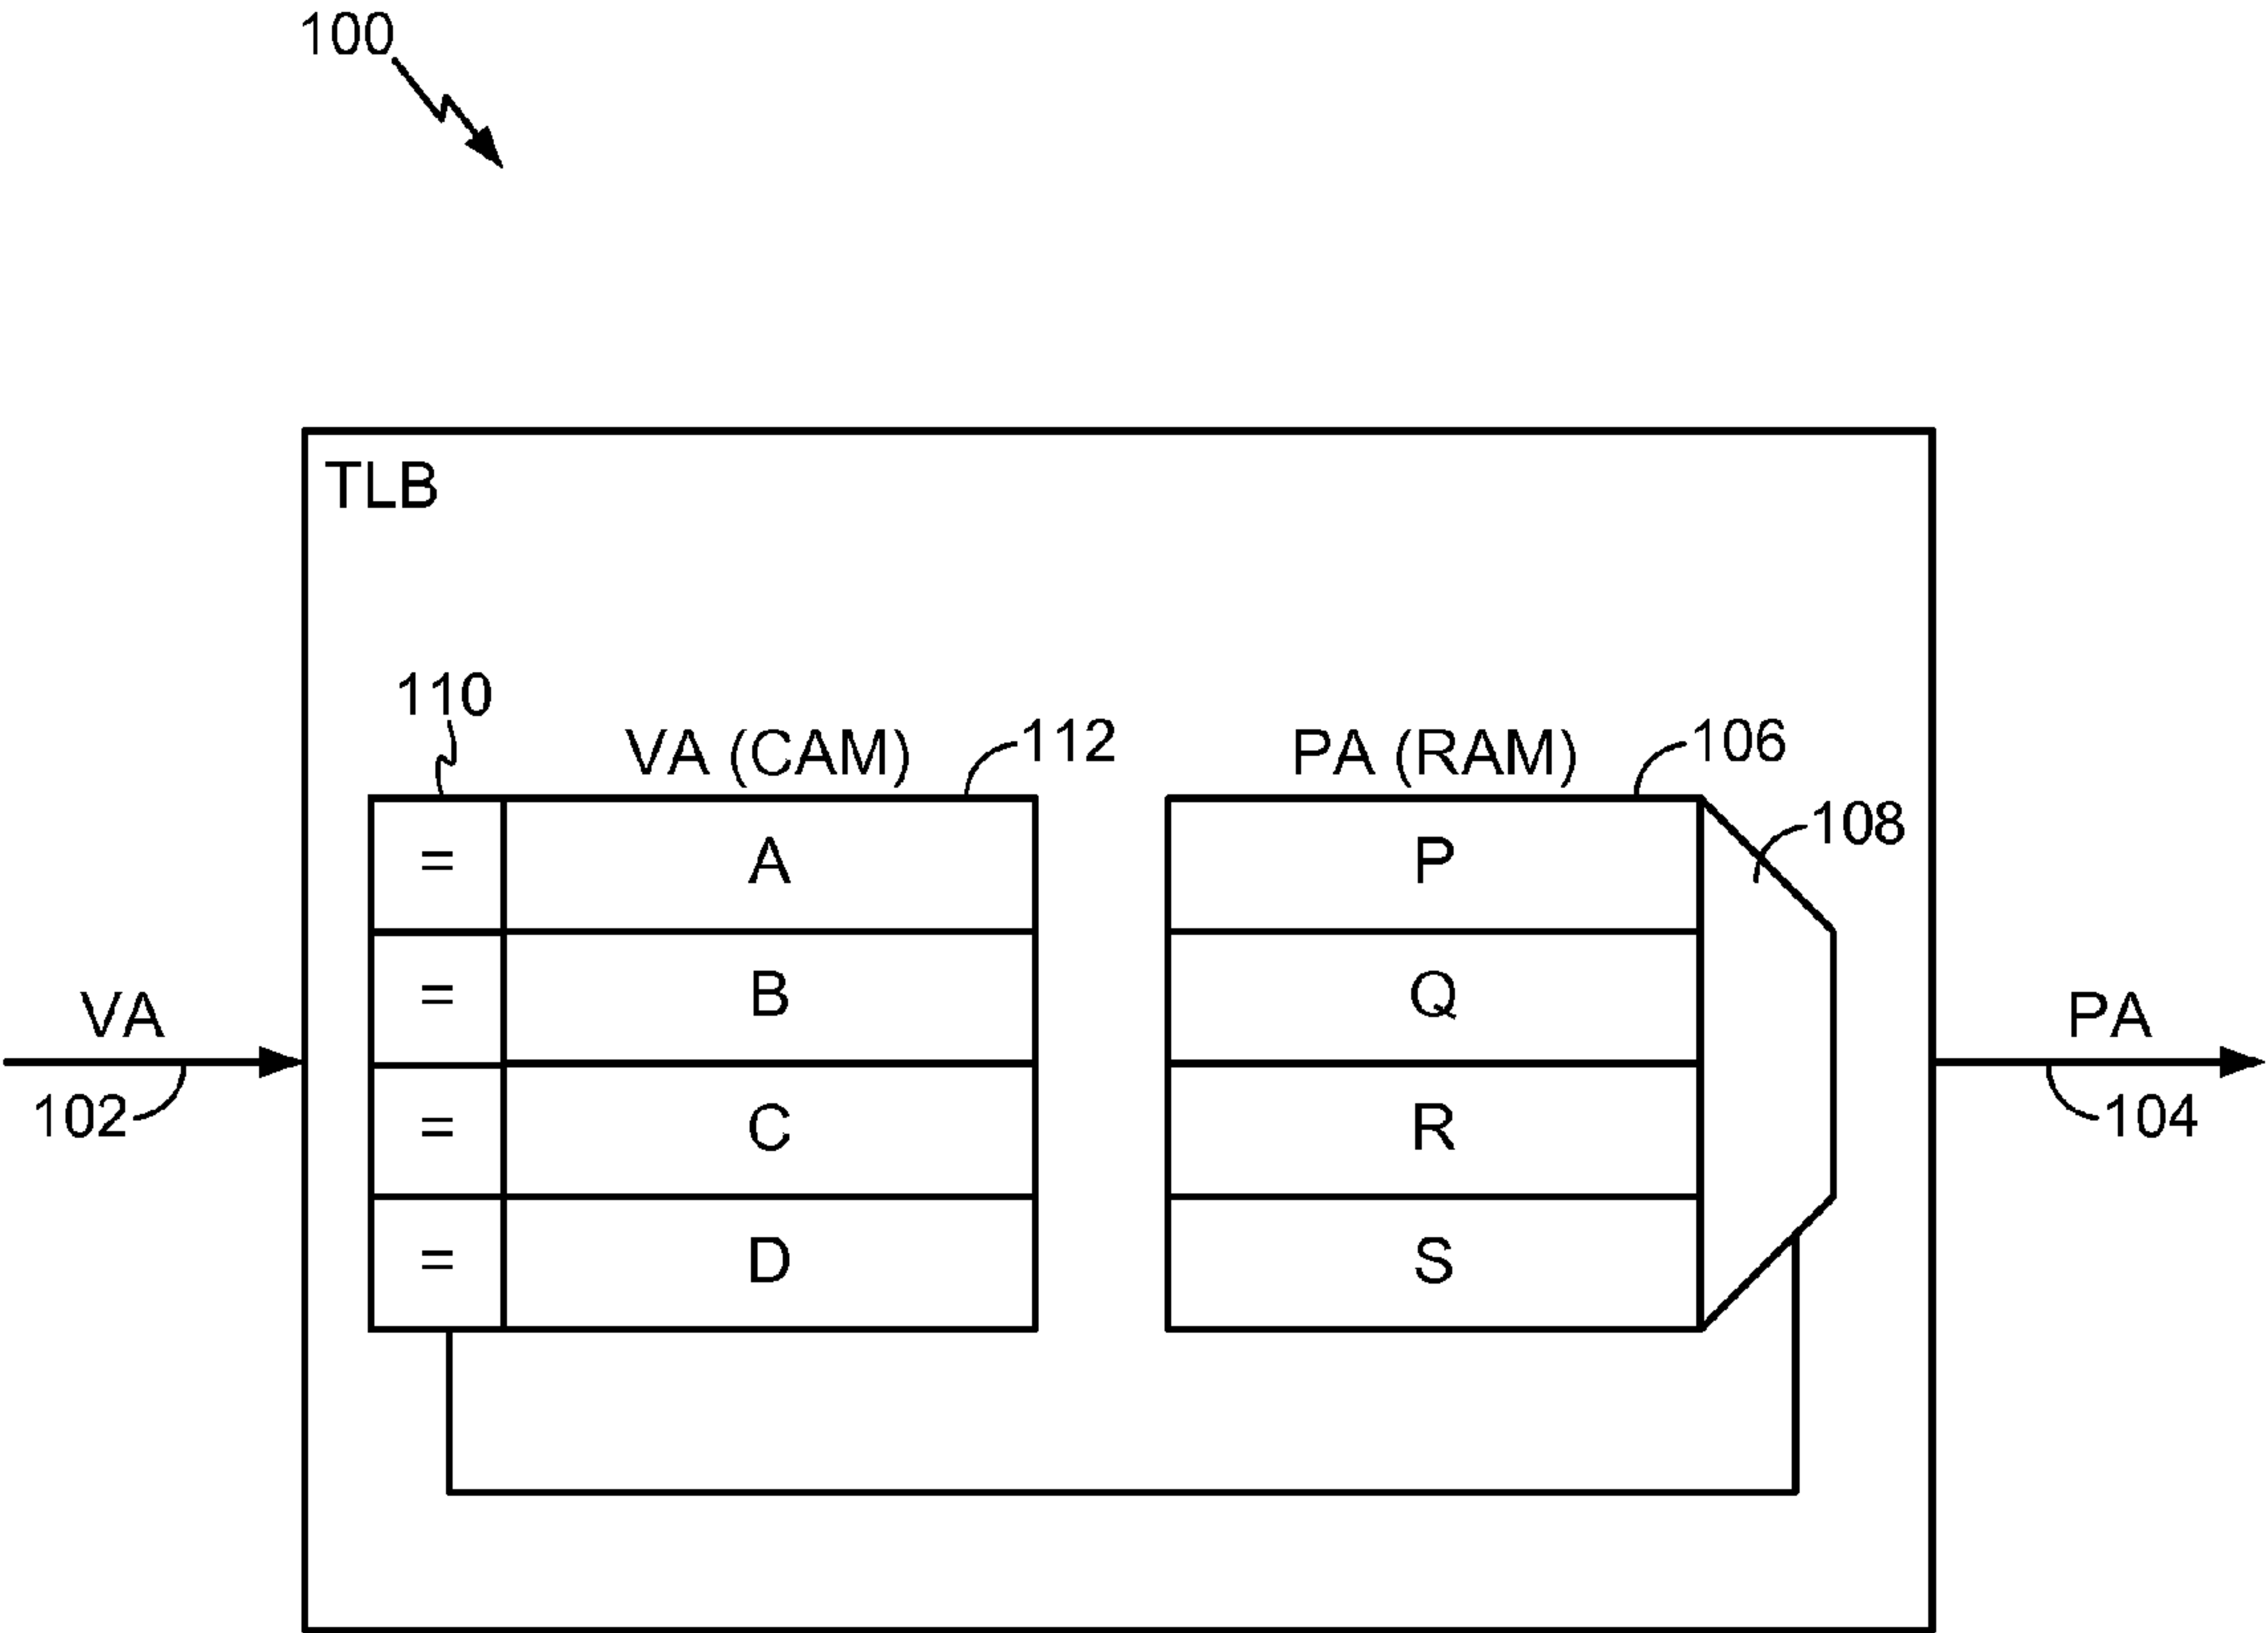 100
TLB
110
VA (CAM)
112
PA (RAM)
106
108
= A P
= B Q
VA
PA
102
= C R
104
= D S